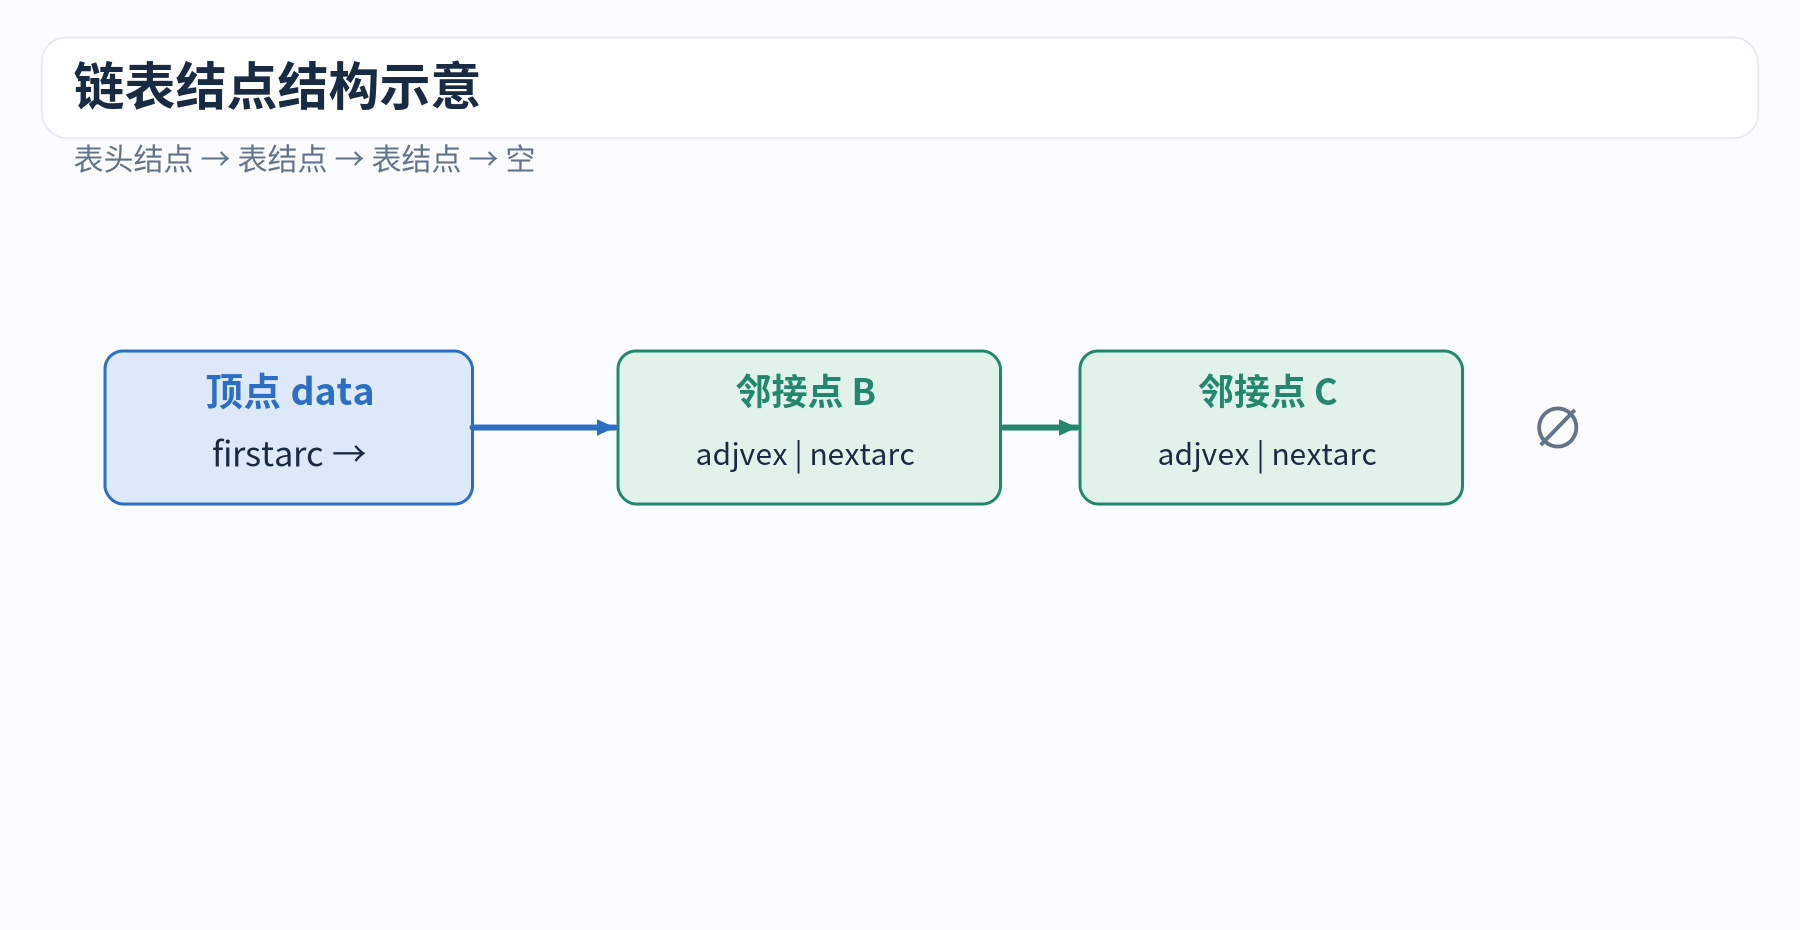 链表结点结构示意
表头结点 → 表结点 → 表结点 → 空
顶点 data
firstarc →
邻接点 B
adjvex | nextarc
邻接点 C
adjvex | nextarc
∅